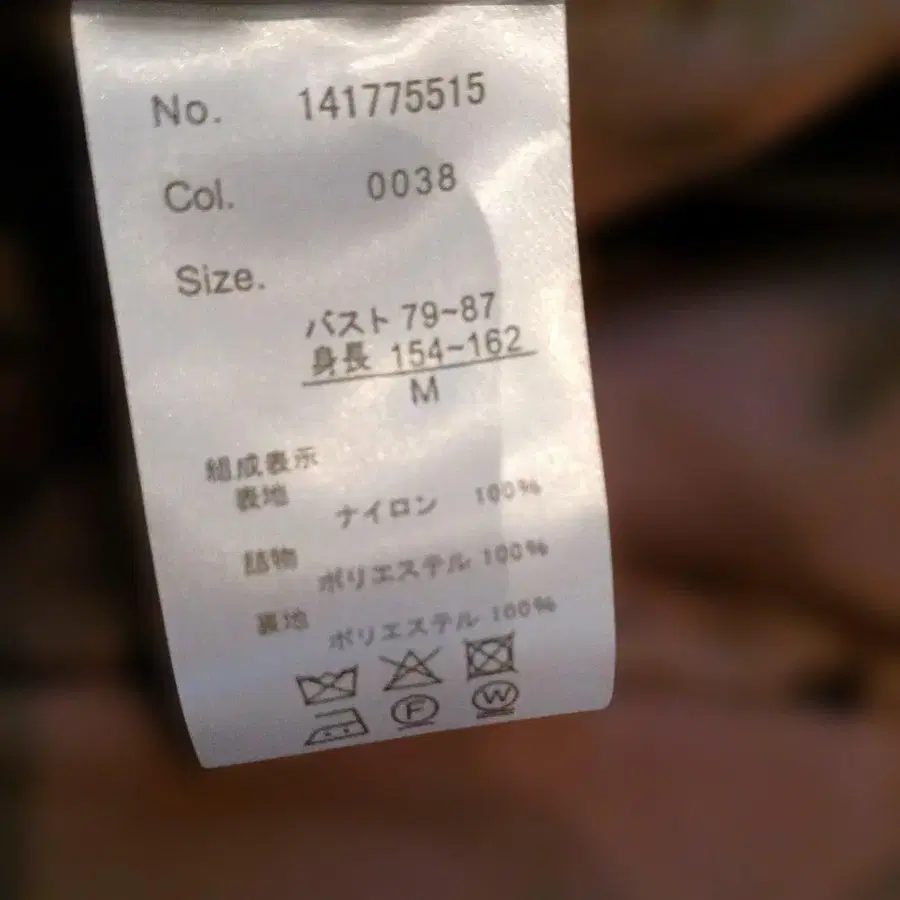 No. 141775515
Col. 0038
Size.
バスト 79~87
身長 154~162
M
組成表示
表地 ナイロン 100%
詰物 ポリエステル 100%
裏地 ポリエステル 100%
F W